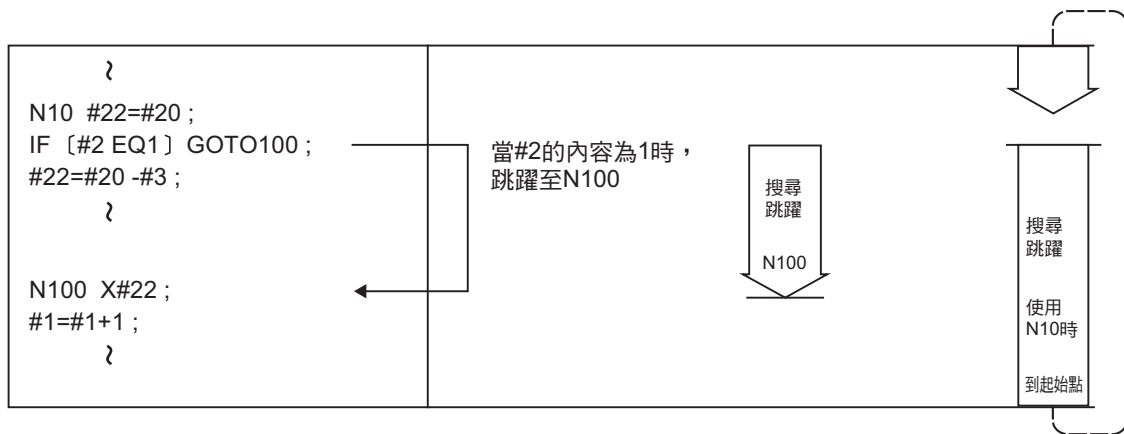 ~
N10 #22=#20 ;
IF〔#2 EQ1〕GOTO100 ;
#22=#20 -#3 ;
~
N100 X#22 ;
#1=#1+1 ;
~
當#2的內容為1時，
跳躍至N100
搜尋
跳躍
N100
搜尋
跳躍
使用
N10時
到起始點